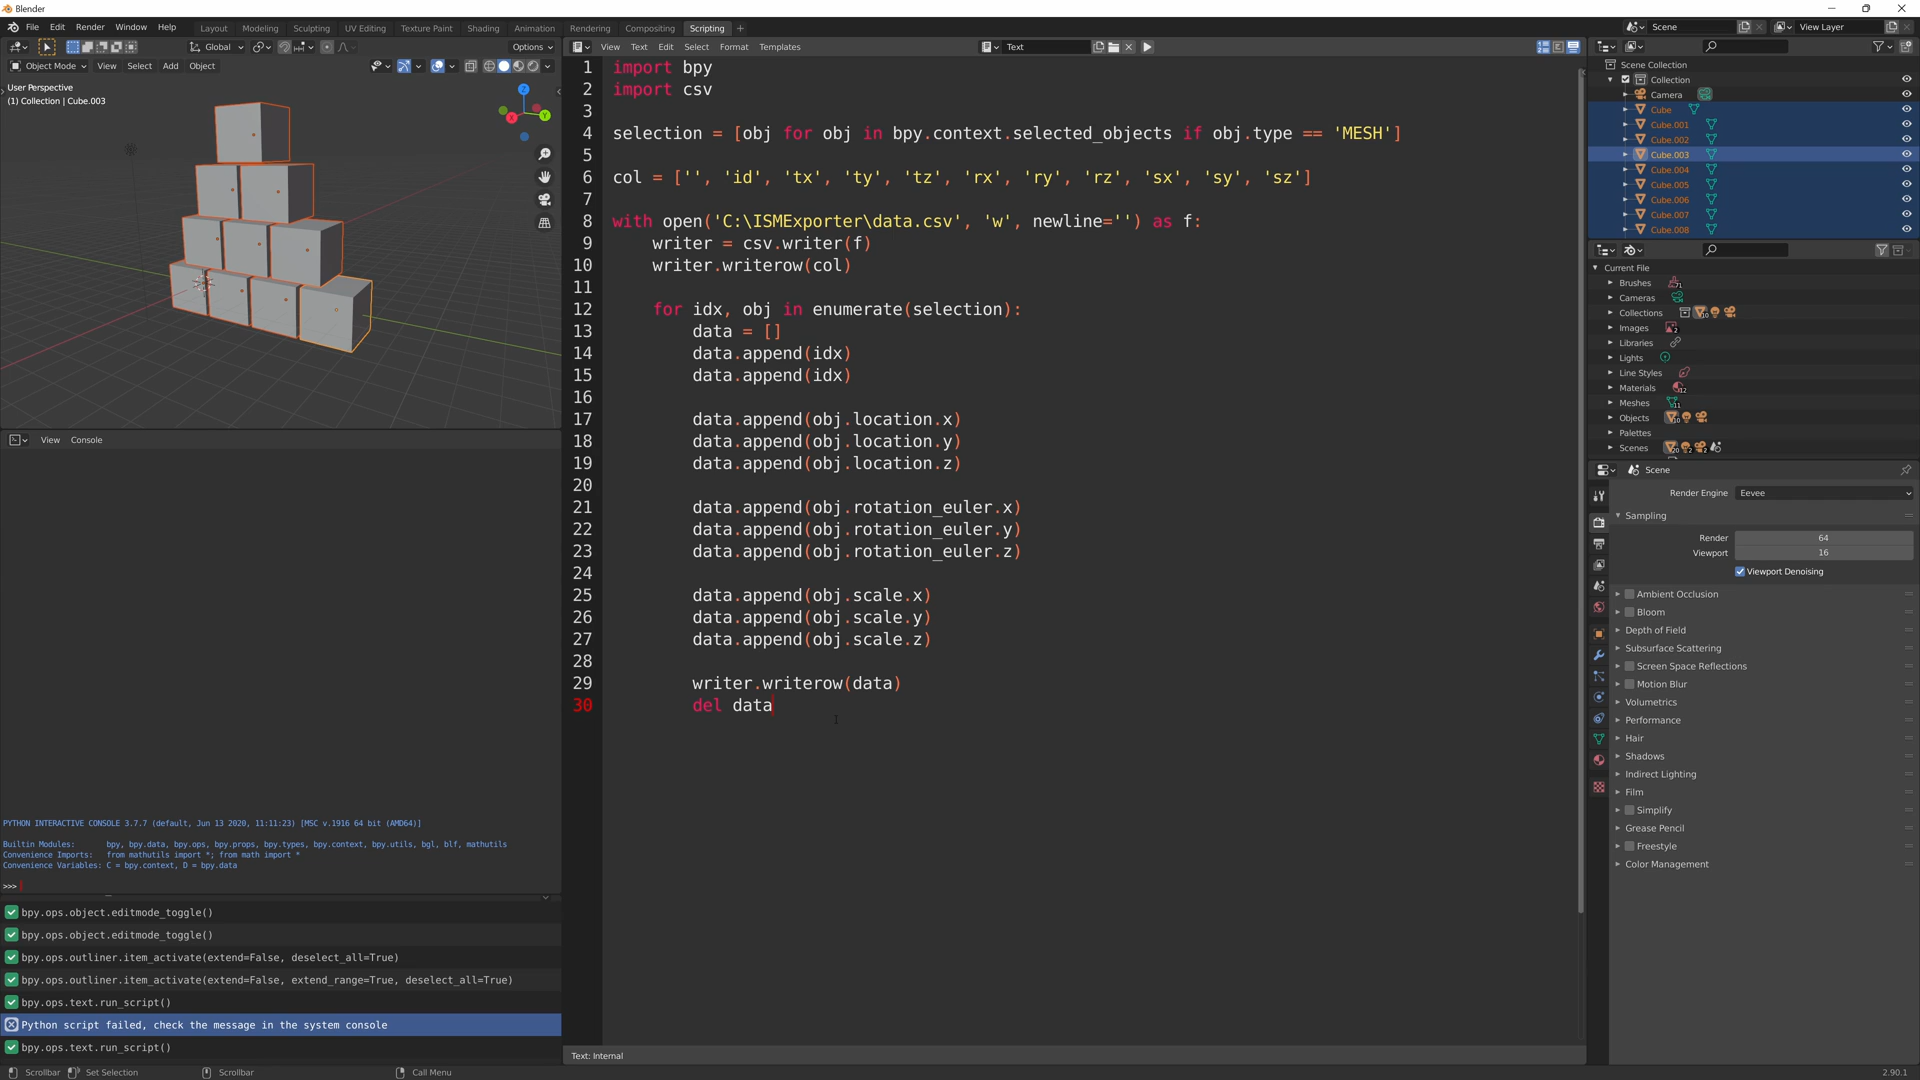 Blender
File Edit Render Window Help Layout Modeling Sculpting UV Editing Texture Paint Shading Animation Rendering Compositing Scripting + Scene View Layer
Global Options View Text Edit Select Format Templates Text
Object Mode View Select Add Object
User Perspective
(1) Collection | Cube.003
Z
Y
X
1 import bpy
2 import csv
3
4 selection = [obj for obj in bpy.context.selected_objects if obj.type == 'MESH']
5
6 col = ['', 'id', 'tx', 'ty', 'tz', 'rx', 'ry', 'rz', 'sx', 'sy', 'sz']
7
8 with open('C:\ISMExporter\data.csv', 'w', newline='') as f:
9 writer = csv.writer(f)
10 writer.writerow(col)
11
12 for idx, obj in enumerate(selection):
13 data = []
14 data.append(idx)
15 data.append(idx)
16
17 data.append(obj.location.x)
18 data.append(obj.location.y)
19 data.append(obj.location.z)
20
21 data.append(obj.rotation_euler.x)
22 data.append(obj.rotation_euler.y)
23 data.append(obj.rotation_euler.z)
24
25 data.append(obj.scale.x)
26 data.append(obj.scale.y)
27 data.append(obj.scale.z)
28
29 writer.writerow(data)
30 del data
Text: Internal
View Console
PYTHON INTERACTIVE CONSOLE 3.7.7 (default, Jun 13 2020, 11:11:23) [MSC v.1916 64 bit (AMD64)]
Builtin Modules: bpy, bpy.data, bpy.ops, bpy.props, bpy.types, bpy.context, bpy.utils, bgl, blf, mathutils
Convenience Imports: from mathutils import *; from math import *
Convenience Variables: C = bpy.context, D = bpy.data
>>>
bpy.ops.object.editmode_toggle()
bpy.ops.object.editmode_toggle()
bpy.ops.outliner.item_activate(extend=False, deselect_all=True)
bpy.ops.outliner.item_activate(extend=False, extend_range=True, deselect_all=True)
bpy.ops.text.run_script()
Python script failed, check the message in the system console
bpy.ops.text.run_script()
Scene Collection
Collection
Camera
Cube
Cube.001
Cube.002
Cube.003
Cube.004
Cube.005
Cube.006
Cube.007
Cube.008
Current File
Brushes 71
Cameras
Collections 10
Images 2
Libraries
Lights
Line Styles
Materials 12
Meshes 11
Objects 10
Palettes
Scenes 20 2 2
Scene
Render Engine Eevee
Sampling
Render 64
Viewport 16
Viewport Denoising
Ambient Occlusion
Bloom
Depth of Field
Subsurface Scattering
Screen Space Reflections
Motion Blur
Volumetrics
Performance
Hair
Shadows
Indirect Lighting
Film
Simplify
Grease Pencil
Freestyle
Color Management
Scrollbar Set Selection Scrollbar Call Menu 2.90.1